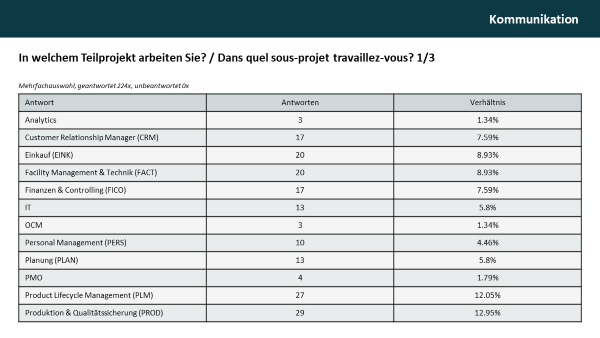 Kommunikation
In welchem Teilprojekt arbeiten Sie? / Dans quel sous-projet travaillez-vous? 1/3
Mehrfachauswahl, geantwortet 224x, unbeantwortet 0x
Antwort Antworten Verhältnis
Analytics 3 1.34%
Customer Relationship Manager (CRM) 17 7.59%
Einkauf (EINK) 20 8.93%
Facility Management & Technik (FACT) 20 8.93%
Finanzen & Controlling (FICO) 17 7.59%
IT 13 5.8%
OCM 3 1.34%
Personal Management (PERS) 10 4.46%
Planung (PLAN) 13 5.8%
PMO 4 1.79%
Product Lifecycle Management (PLM) 27 12.05%
Produktion & Qualitätssicherung (PROD) 29 12.95%